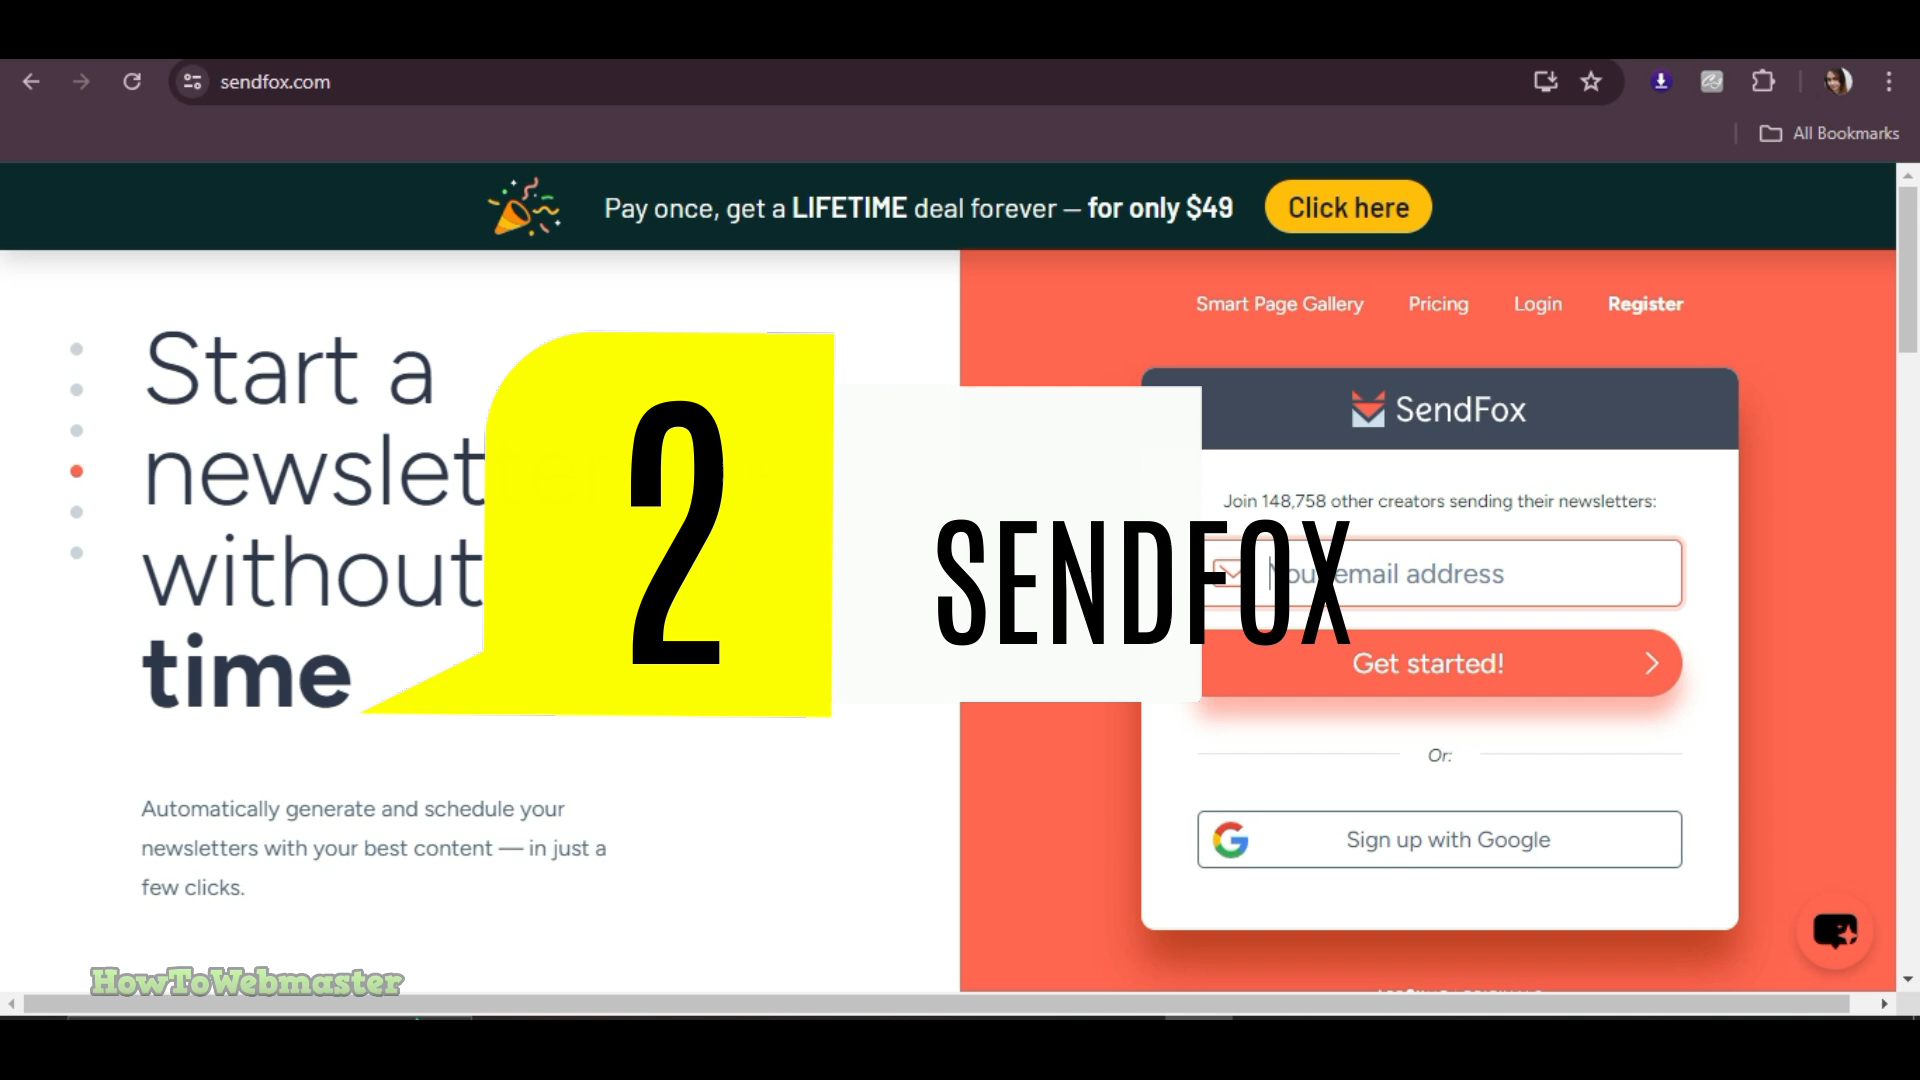 sendfox.com
All Bookmarks
Pay once, get a LIFETIME deal forever – for only $49
Click here
Smart Page Gallery
Pricing
Login
Register
Start a
newslet
without
time
2
SENDFOX
Automatically generate and schedule your
newsletters with your best content — in just a
few clicks.
SendFox
Join 148,758 other creators sending their newsletters:
Your email address
Get started!
Or:
Sign up with Google
HowToWebmaster